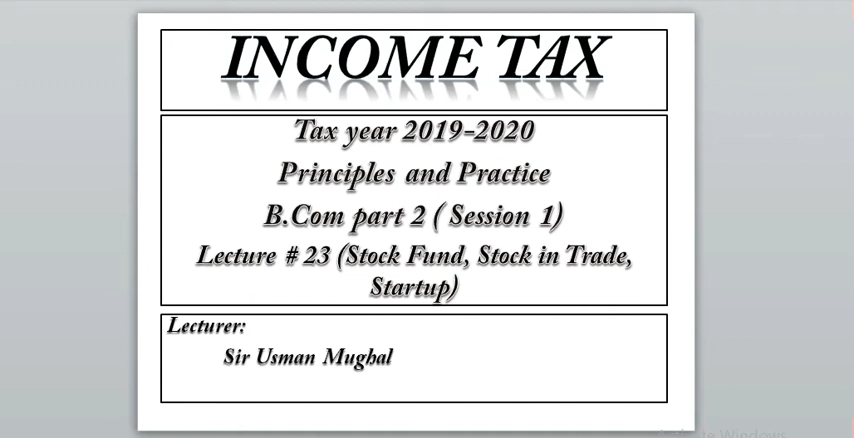 INCOME TAX
Tax year 2019-2020
Principles and Practice
B.Com part 2 ( Session 1)
Lecture # 23 (Stock Fund, Stock in Trade,
Startup)
Lecturer:
Sir Usman Mughal
Windows